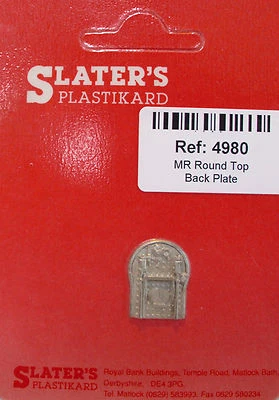 SLATER'S
PLASTIKARD
Ref: 4980
MR Round Top
Back Plate
SLATER'S
PLASTIKARD
Royal Bank Buildings, Temple Road, Matlock Bath,
Derbyshire, DE4 3PG.
Tel. Matlock (0629) 583993. Fax 0629 580234